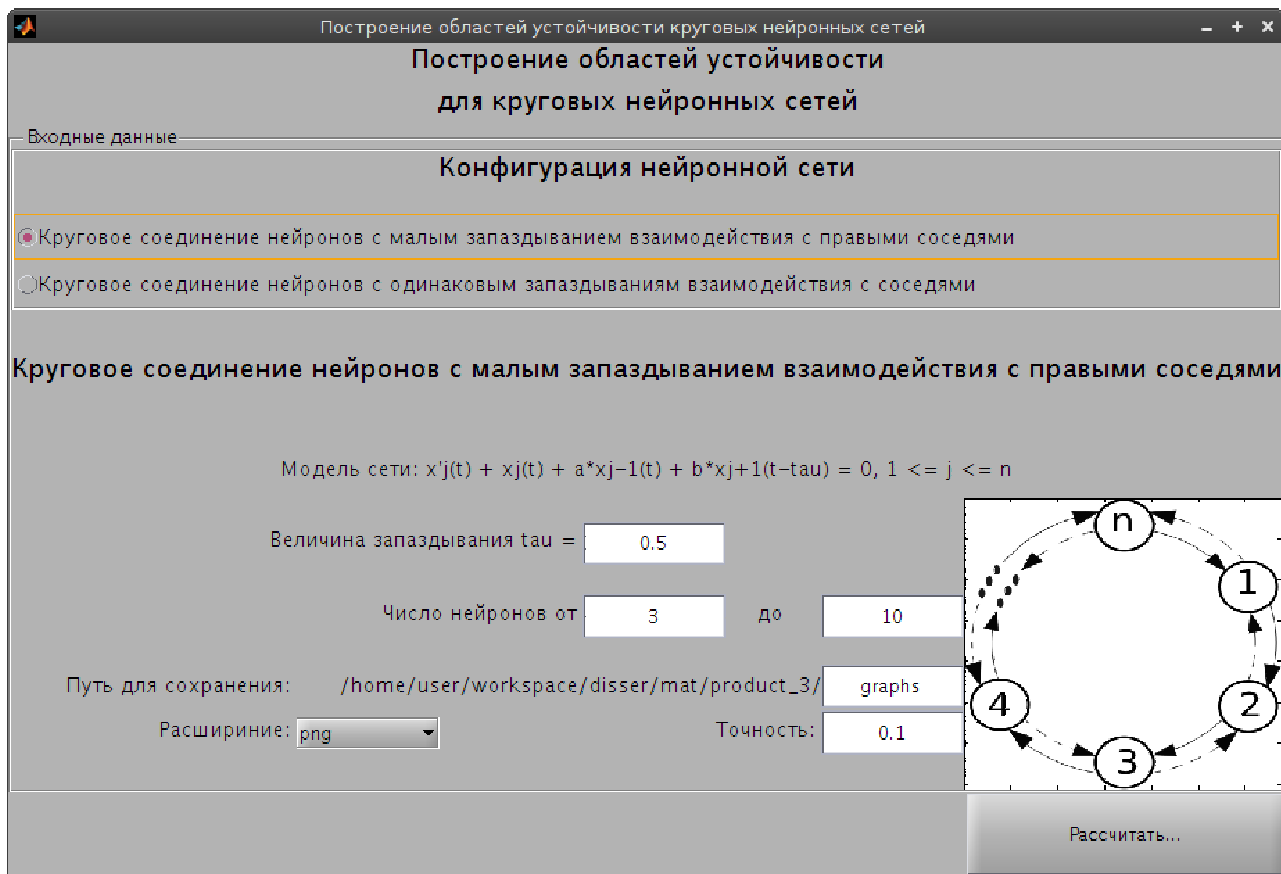 Построение областей устойчивости круговых нейронных сетей
Построение областей устойчивости
для круговых нейронных сетей
Входные данные
Конфигурация нейронной сети
Круговое соединение нейронов с малым запаздыванием взаимодействия с правыми соседями
Круговое соединение нейронов с одинаковым запаздываниям взаимодействия с соседями
Круговое соединение нейронов с малым запаздыванием взаимодействия с правыми соседями
Модель сети: x'j(t) + xj(t) + a*xj-1(t) + b*xj+1(t-tau) = 0, 1 <= j <= n
Величина запаздывания tau = 0.5
Число нейронов от 3 до 10
Путь для сохранения: /home/user/workspace/disser/mat/product_3/ graphs
Расшириние: png Точность: 0.1
n
1
2
3
4
Рассчитать...